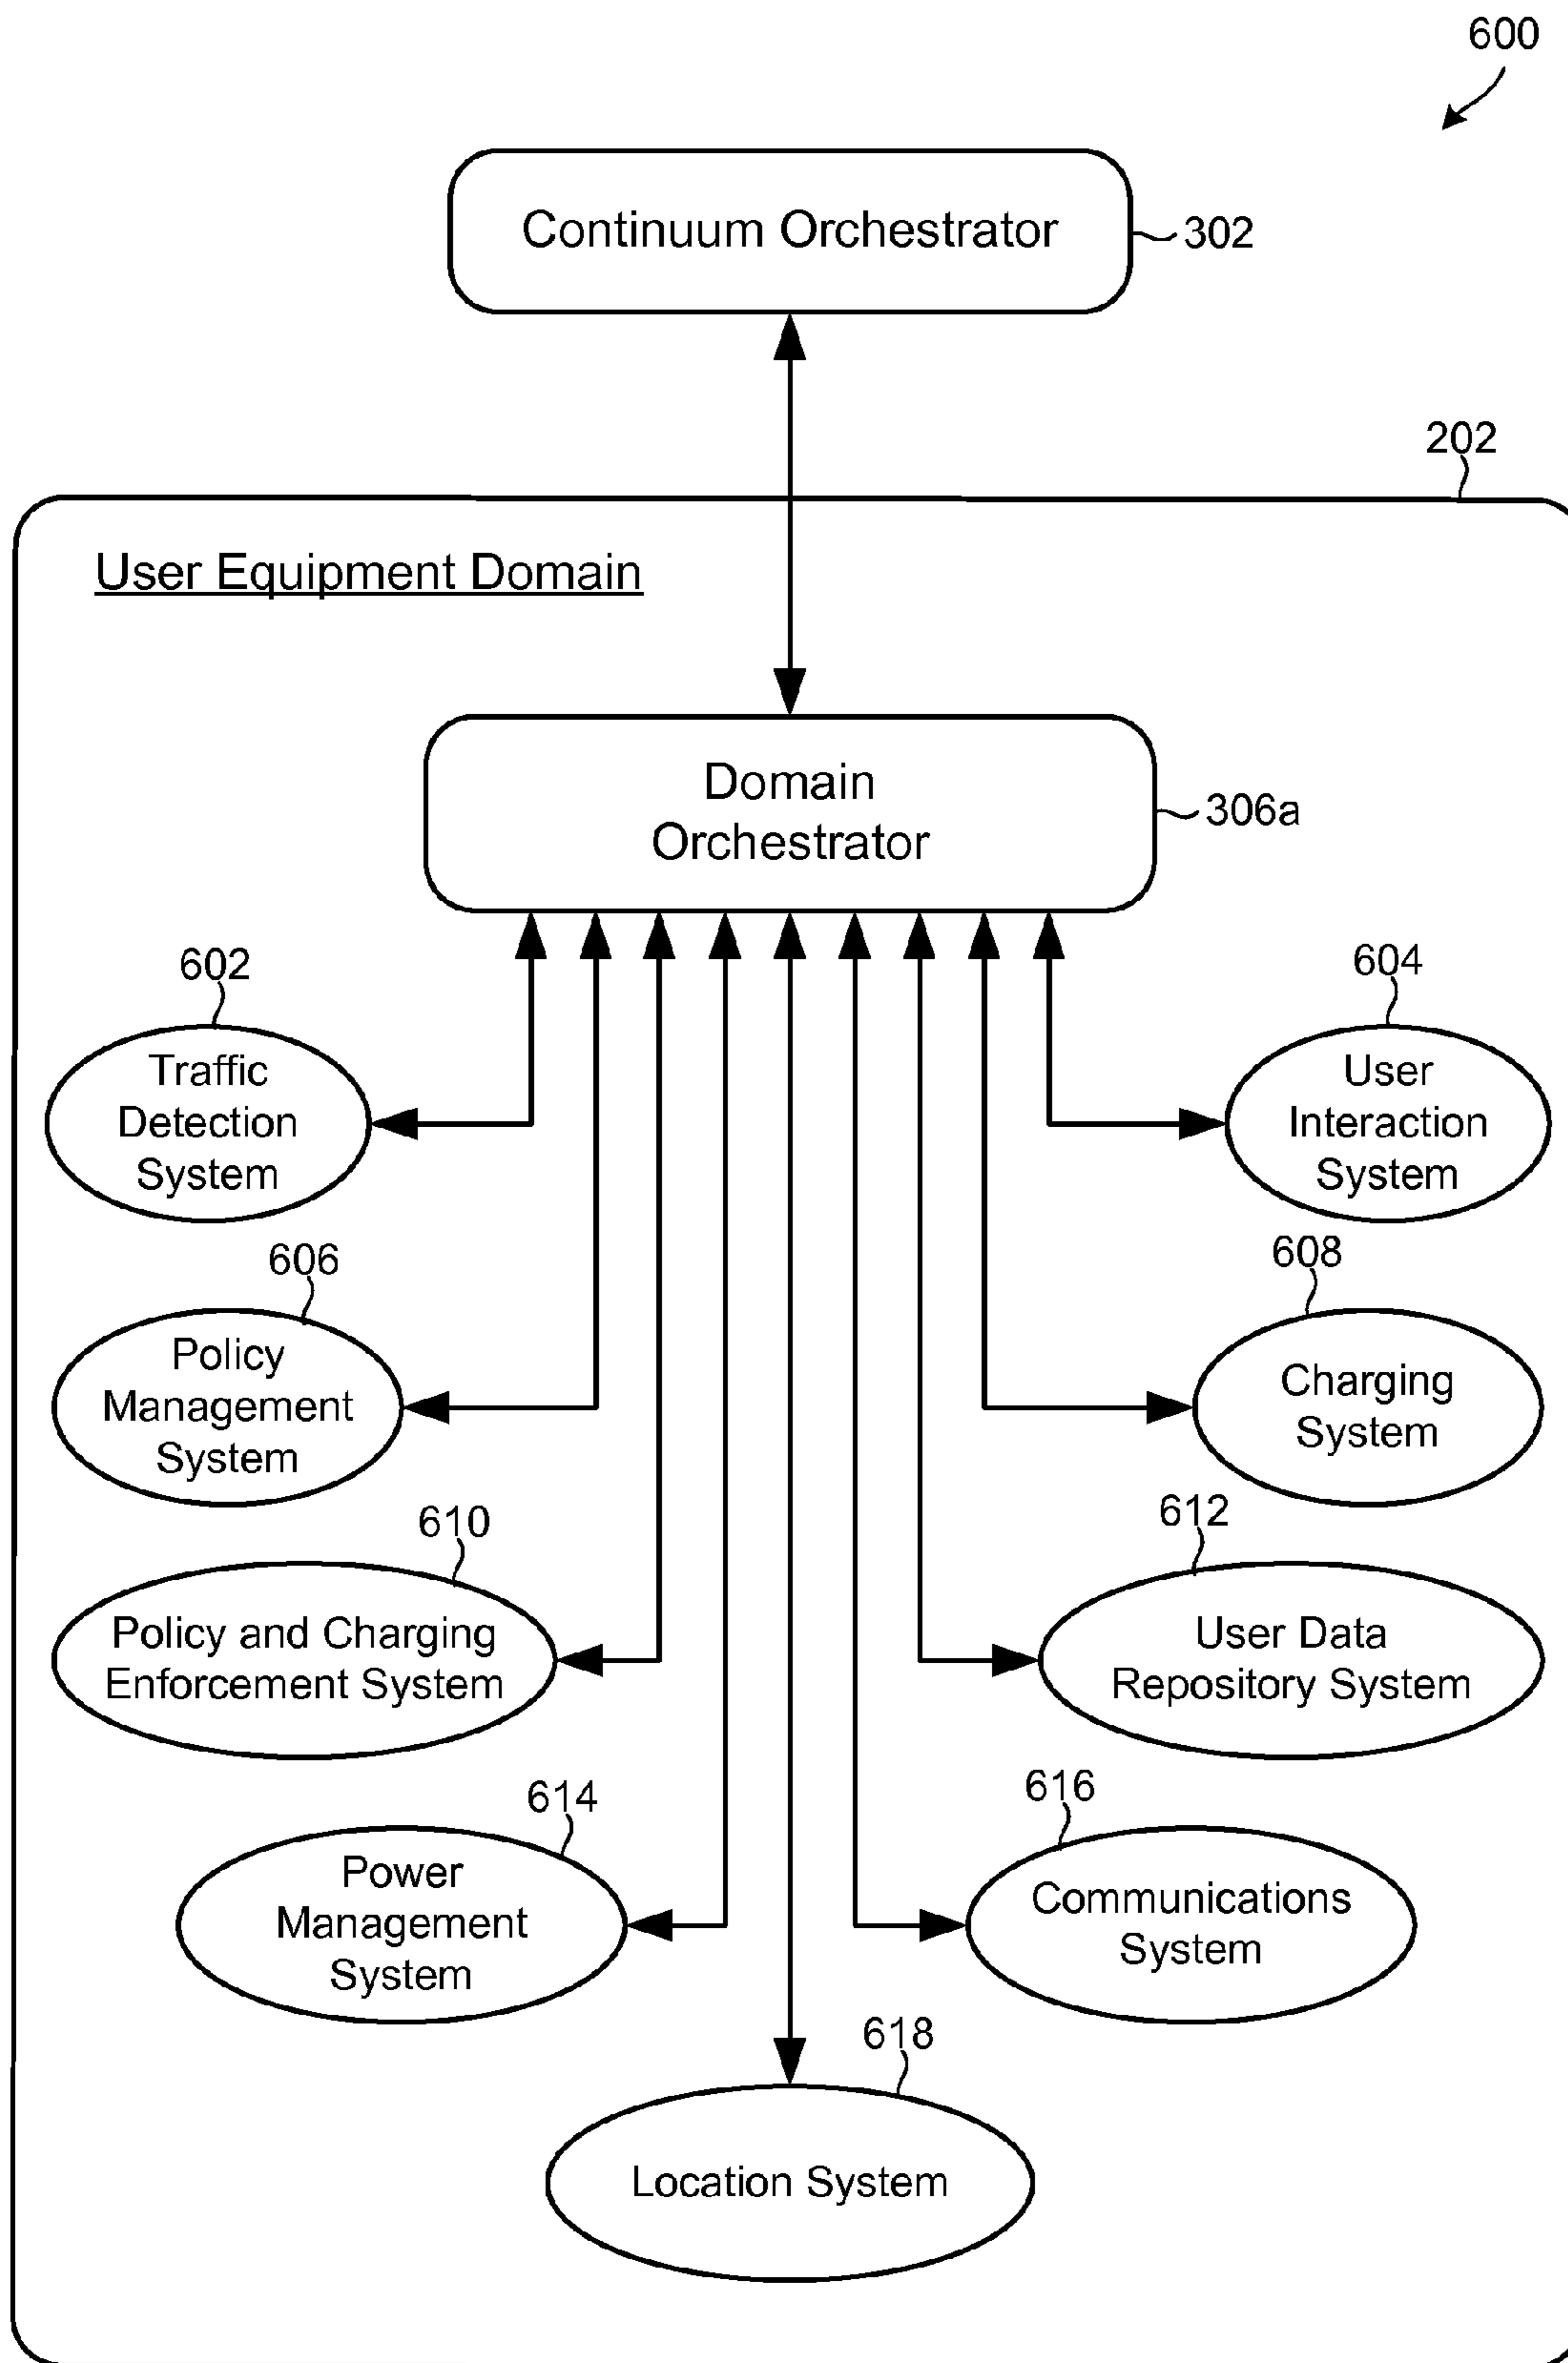 600
Continuum Orchestrator
302
202
User Equipment Domain
Domain
Orchestrator
306a
602
Traffic
Detection
System
604
User
Interaction
System
606
Policy
Management
System
608
Charging
System
610
Policy and Charging
Enforcement System
612
User Data
Repository System
614
Power
Management
System
616
Communications
System
618
Location System